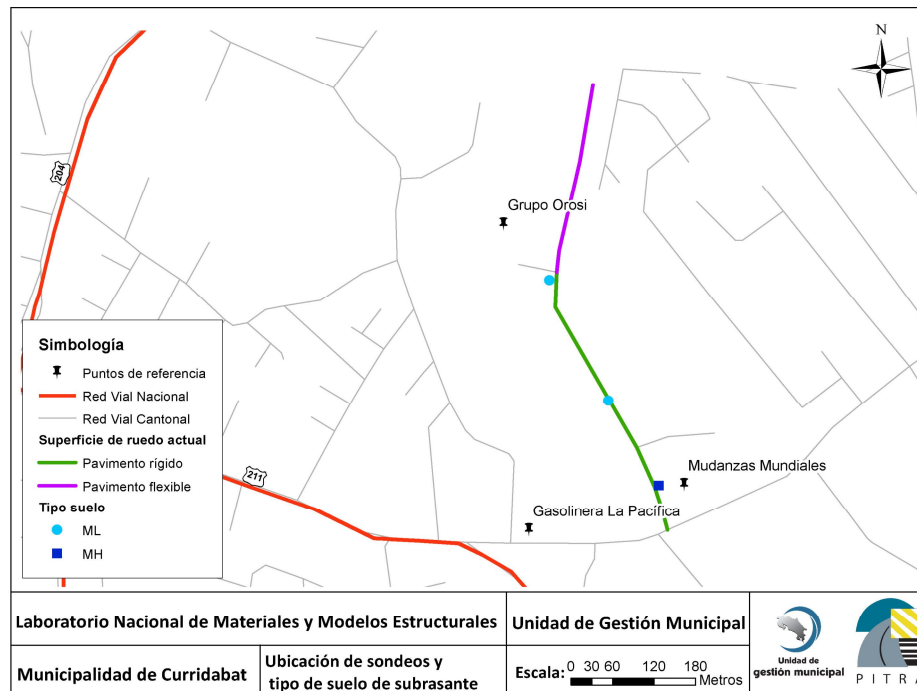 N
204
Grupo Orosi
Simbología
Puntos de referencia
Red Vial Nacional
Red Vial Cantonal
Superficie de ruedo actual
Pavimento rígido
Pavimento flexible
Tipo suelo
ML
MH
211
Mudanzas Mundiales
Gasolinera La Pacífica
Laboratorio Nacional de Materiales y Modelos Estructurales
Unidad de Gestión Municipal
Municipalidad de Curridabat
Ubicación de sondeos y
tipo de suelo de subrasante
Escala: 0 30 60 120 180
Metros
Unidad de
gestión municipal
PITRA